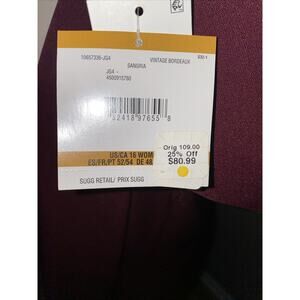 10657336-JG4
VINTAGE BORDEAUX
SANGRIA
JG4 -
4500915780
32418 97655 8
US/CA 16 WOM
ES/FR/PT 52/54 DE 48
SUGG RETAIL/ PRIX SUGG
Orig 109.00
25% Off
$80.99